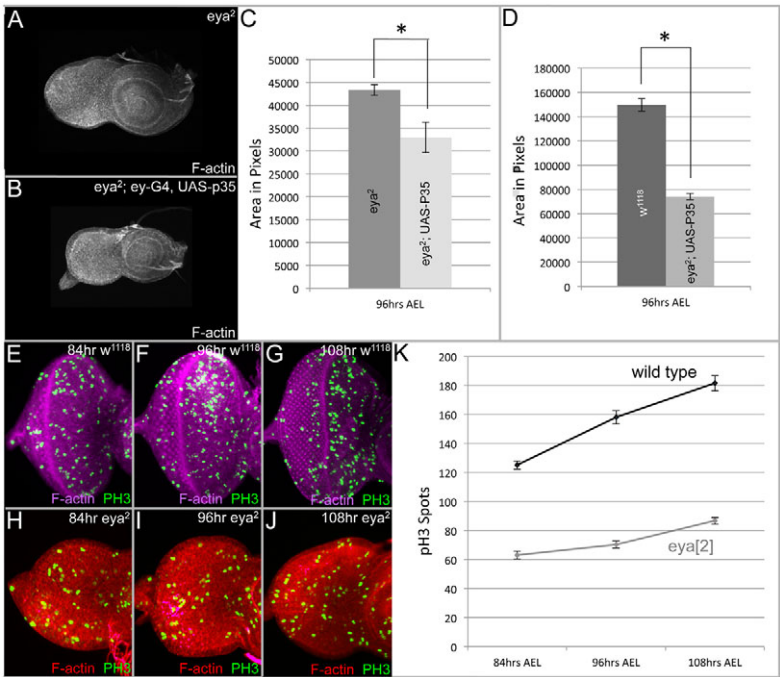 A
eya²
F-actin
B
eya²; ey-G4, UAS-p35
F-actin
C
*
Area in Pixels
50000
45000
40000
35000
30000
25000
20000
15000
10000
5000
0
eya²
eya²; UAS-P35
96hrs AEL
D
*
Area in Pixels
180000
160000
140000
120000
100000
80000
60000
40000
20000
0
w¹¹¹⁸
eya²; UAS-P35
96hrs AEL
E
84hr w¹¹¹⁸
F-actin PH3
F
96hr w¹¹¹⁸
F-actin PH3
G
108hr w¹¹¹⁸
F-actin PH3
H
84hr eya²
F-actin PH3
I
96hr eya²
F-actin PH3
J
108hr eya²
F-actin PH3
K
pH3 Spots
200
180
160
140
120
100
80
60
40
20
0
wild type
eya[2]
84hrs AEL
96hrs AEL
108hrs AEL